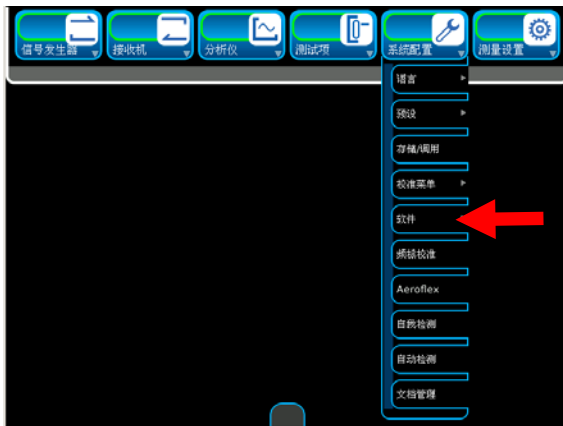 信号发生器
接收机
分析仪
测试项
系统配置
测量设置
语言
预设
存储/调用
校准菜单
软件
频标校准
Aeroflex
自我检测
自动检测
文档管理